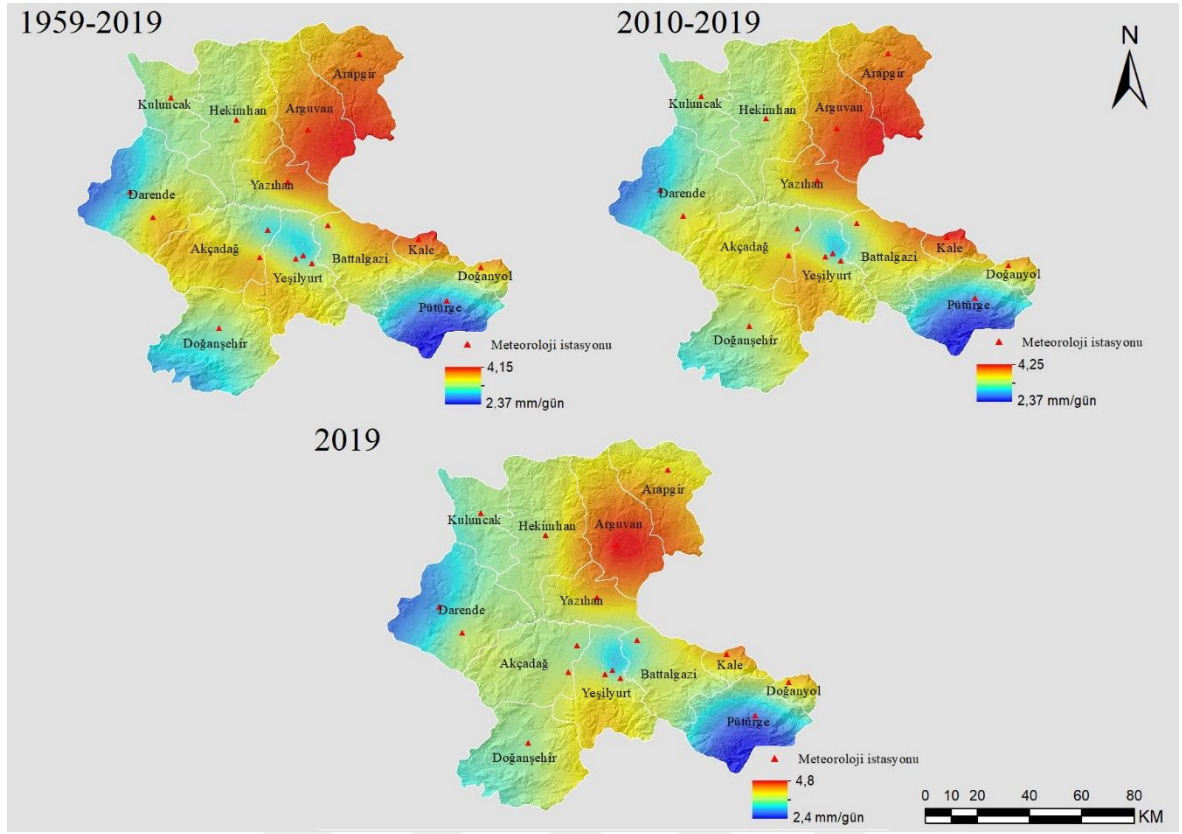 1959-2019
Arapgir
Kuluncak
Hekimhan
Arguvan
Yazıhan
Darende
Akçadağ
Battalgazi
Kale
Yeşilyurt
Doğanyol
Pütürge
Doğanşehir
Meteoroloji istasyonu
4,15
2,37 mm/gün
2010-2019
N
Arapgir
Kuluncak
Hekimhan
Arguvan
Yazıhan
Darende
Akçadağ
Battalgazi
Kale
Yeşilyurt
Doğanyol
Pütürge
Doğanşehir
Meteoroloji istasyonu
4,25
2,37 mm/gün
2019
Arapgir
Kuluncak
Hekimhan
Arguvan
Yazıhan
Darende
Akçadağ
Battalgazi
Kale
Yeşilyurt
Doğanyol
Pütürge
Doğanşehir
Meteoroloji istasyonu
4,8
2,4 mm/gün
0 10 20 40 60 80
KM